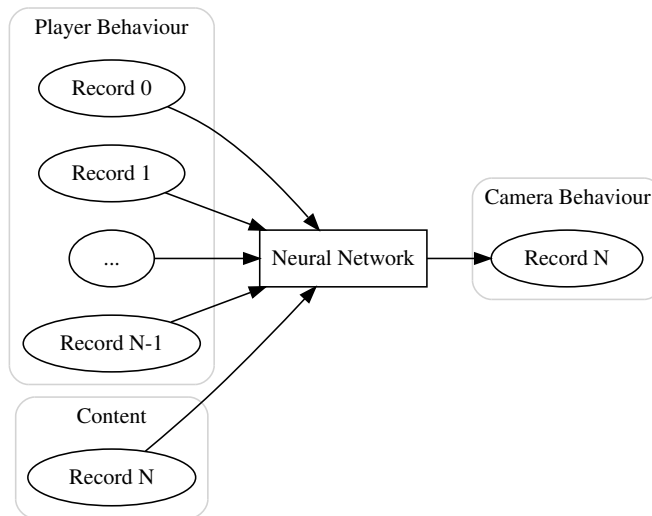 Player Behaviour
Record 0
Record 1
...
Record N-1
Content
Record N
Neural Network
Camera Behaviour
Record N